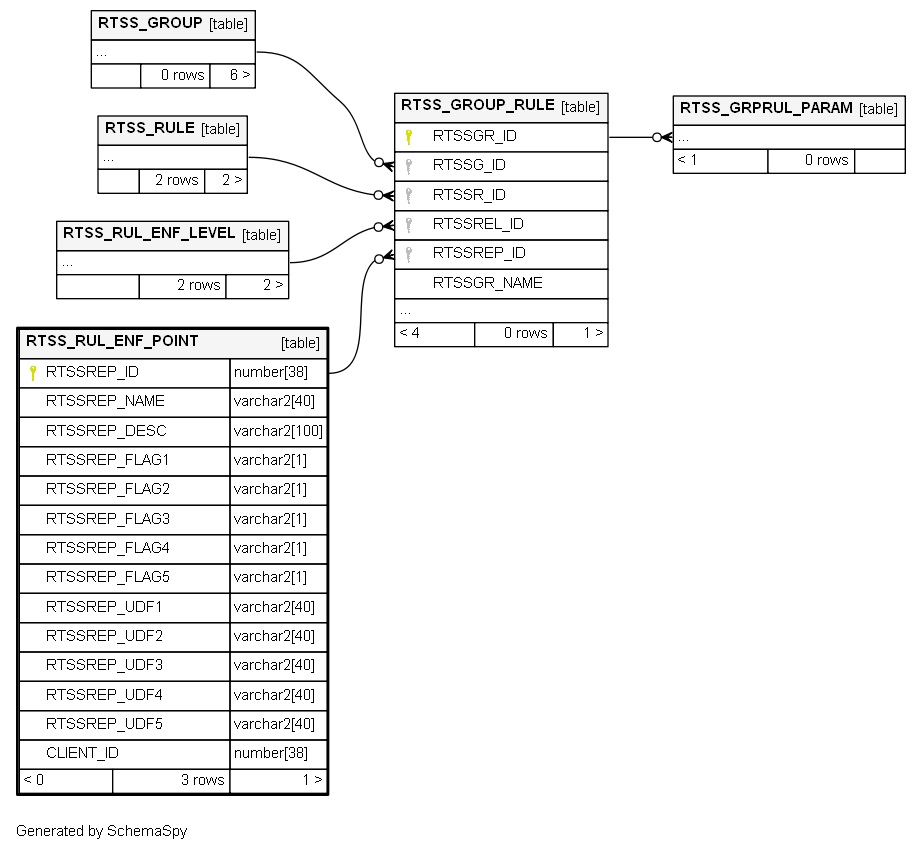 RTSS_GROUP [table]
...
0 rows 6 >
RTSS_RULE [table]
...
2 rows 2 >
RTSS_RUL_ENF_LEVEL [table]
...
2 rows 2 >
RTSS_RUL_ENF_POINT [table]
RTSSREP_ID number[38]
RTSSREP_NAME varchar2[40]
RTSSREP_DESC varchar2[100]
RTSSREP_FLAG1 varchar2[1]
RTSSREP_FLAG2 varchar2[1]
RTSSREP_FLAG3 varchar2[1]
RTSSREP_FLAG4 varchar2[1]
RTSSREP_FLAG5 varchar2[1]
RTSSREP_UDF1 varchar2[40]
RTSSREP_UDF2 varchar2[40]
RTSSREP_UDF3 varchar2[40]
RTSSREP_UDF4 varchar2[40]
RTSSREP_UDF5 varchar2[40]
CLIENT_ID number[38]
< 0 3 rows 1 >
RTSS_GROUP_RULE [table]
RTSSGR_ID
RTSSG_ID
RTSSR_ID
RTSSREL_ID
RTSSREP_ID
RTSSGR_NAME
...
< 4 0 rows 1 >
RTSS_GRPRUL_PARAM [table]
...
< 1 0 rows
Generated by SchemaSpy